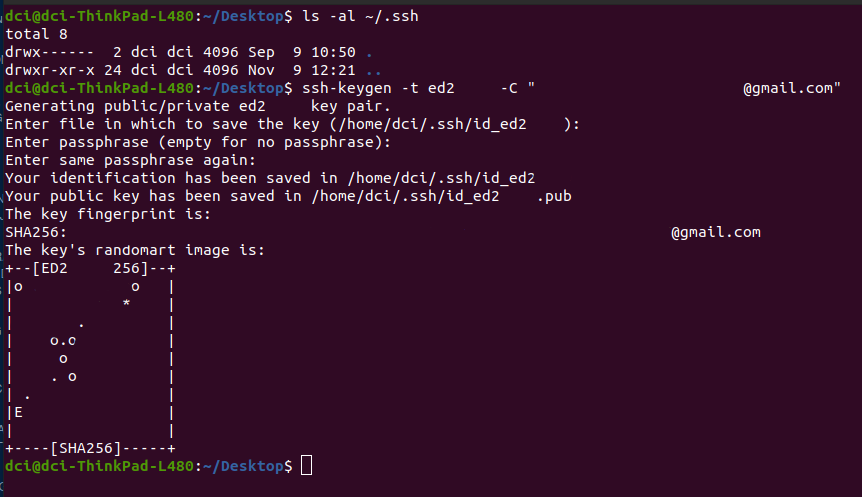 dci@dci-ThinkPad-L480:~/Desktop$ ls -al ~/.ssh
total 8
drwx------  2 dci dci 4096 Sep  9 10:50 .
drwxr-xr-x 24 dci dci 4096 Nov  9 12:21 ..
dci@dci-ThinkPad-L480:~/Desktop$ ssh-keygen -t ed2     -C "                       @gmail.com"
Generating public/private ed2     key pair.
Enter file in which to save the key (/home/dci/.ssh/id_ed2    ):
Enter passphrase (empty for no passphrase):
Enter same passphrase again:
Your identification has been saved in /home/dci/.ssh/id_ed2
Your public key has been saved in /home/dci/.ssh/id_ed2    .pub
The key fingerprint is:
SHA256:                                                                   @gmail.com
The key's randomart image is:
+--[ED2     256]--+
|o            o   |
|            *    |
|       .         |
|    o.o          |
|     o           |
|    . o          |
| .               |
|E                |
|                 |
+----[SHA256]-----+
dci@dci-ThinkPad-L480:~/Desktop$